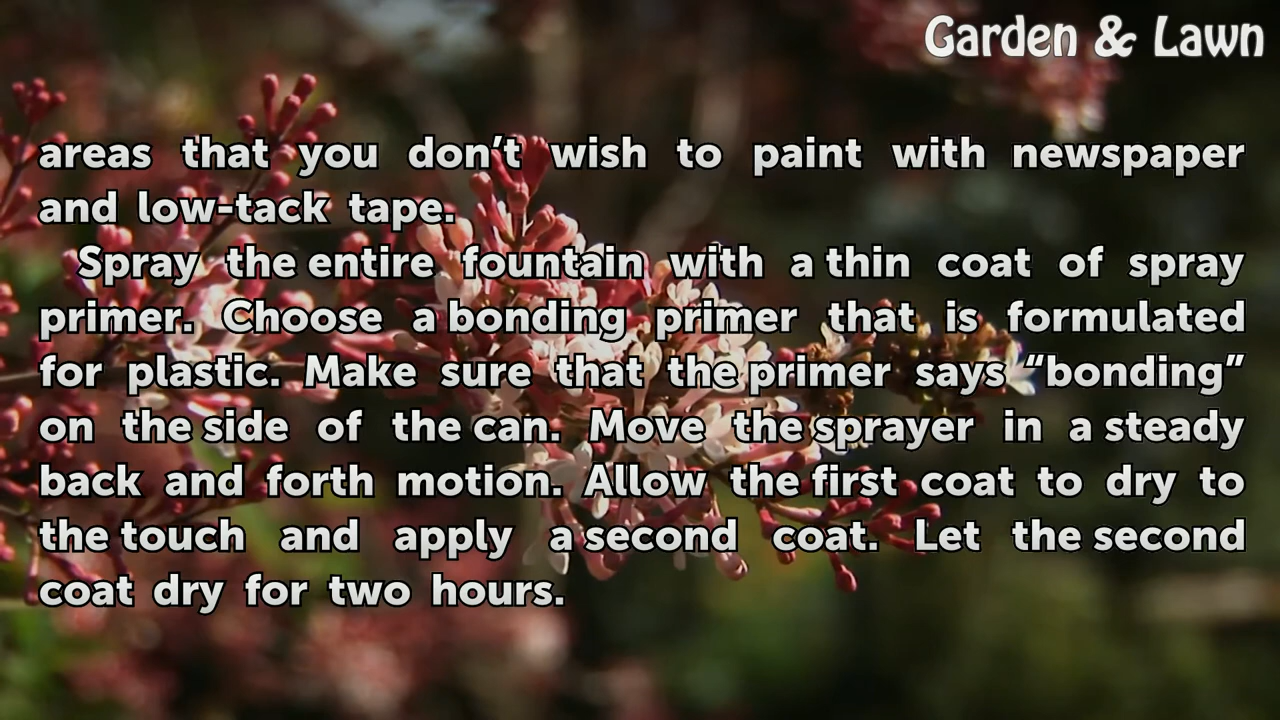 Garden & Lawn
areas that you don’t wish to paint with newspaper
and low-tack tape.
Spray the entire fountain with a thin coat of spray
primer. Choose a bonding primer that is formulated
for plastic. Make sure that the primer says “bonding”
on the side of the can. Move the sprayer in a steady
back and forth motion. Allow the first coat to dry to
the touch and apply a second coat. Let the second
coat dry for two hours.